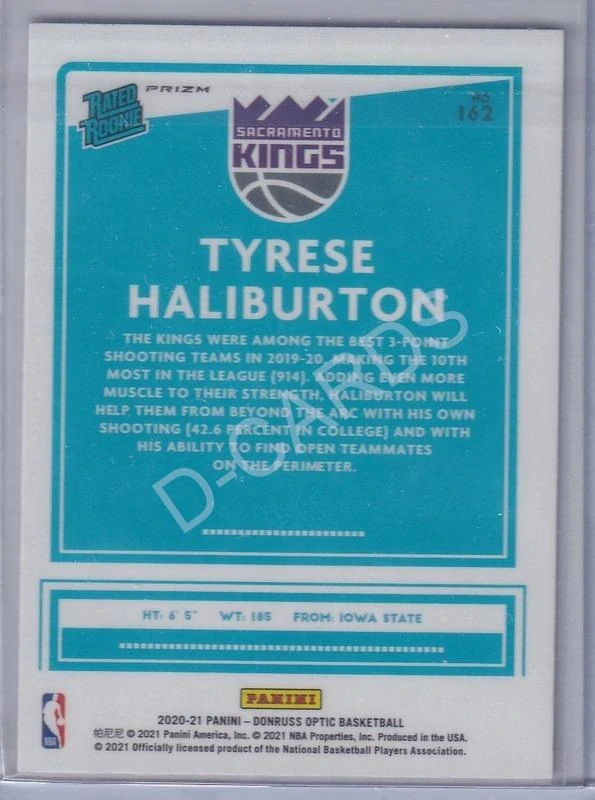 RATED
ROOKIE
PRIZM
NO.
162
SACRAMENTO
KINGS
TYRESE
HALIBURTON
THE KINGS WERE AMONG THE BEST 3-POINT
SHOOTING TEAMS IN 2019-20, MAKING THE 10TH
MOST IN THE LEAGUE (914). ADDING EVEN MORE
MUSCLE TO THEIR STRENGTH, HALIBURTON WILL
HELP THEM FROM BEYOND THE ARC WITH HIS OWN
SHOOTING (42.6 PERCENT IN COLLEGE) AND WITH
HIS ABILITY TO FIND OPEN TEAMMATES
ON THE PERIMETER.
D-CARDS
HT: 6' 5" WT: 185 FROM: IOWA STATE
PANINI
2020-21 PANINI – DONRUSS OPTIC BASKETBALL
帕尼尼 © 2021 Panini America, Inc. © 2021 NBA Properties, Inc. Produced in the USA.
© 2021 Officially licensed product of the National Basketball Players Association.
NBA